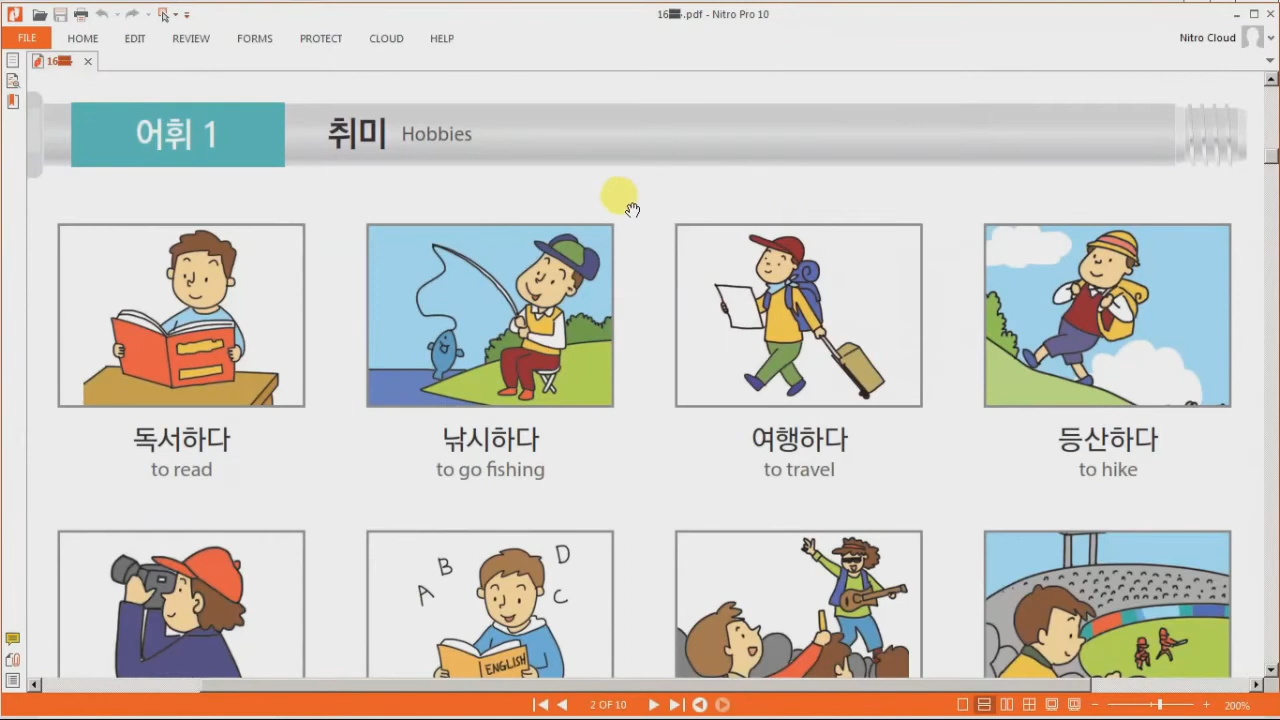 16 .pdf - Nitro Pro 10
FILE HOME EDIT REVIEW FORMS PROTECT CLOUD HELP
Nitro Cloud
16
어휘 1
취미 Hobbies
독서하다
to read
낚시하다
to go fishing
여행하다
to travel
등산하다
to hike
A B C D
ENGLISH
2 OF 10
200%